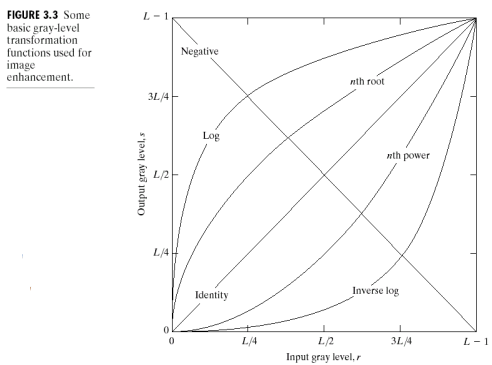 FIGURE 3.3 Some
basic gray-level
transformation
functions used for
image
enhancement.
L − 1
Negative
nth root
3L/4
Log
nth power
L/2
L/4
Identity
Inverse log
0
0 L/4 L/2 3L/4 L − 1
Input gray level, r
Output gray level, s